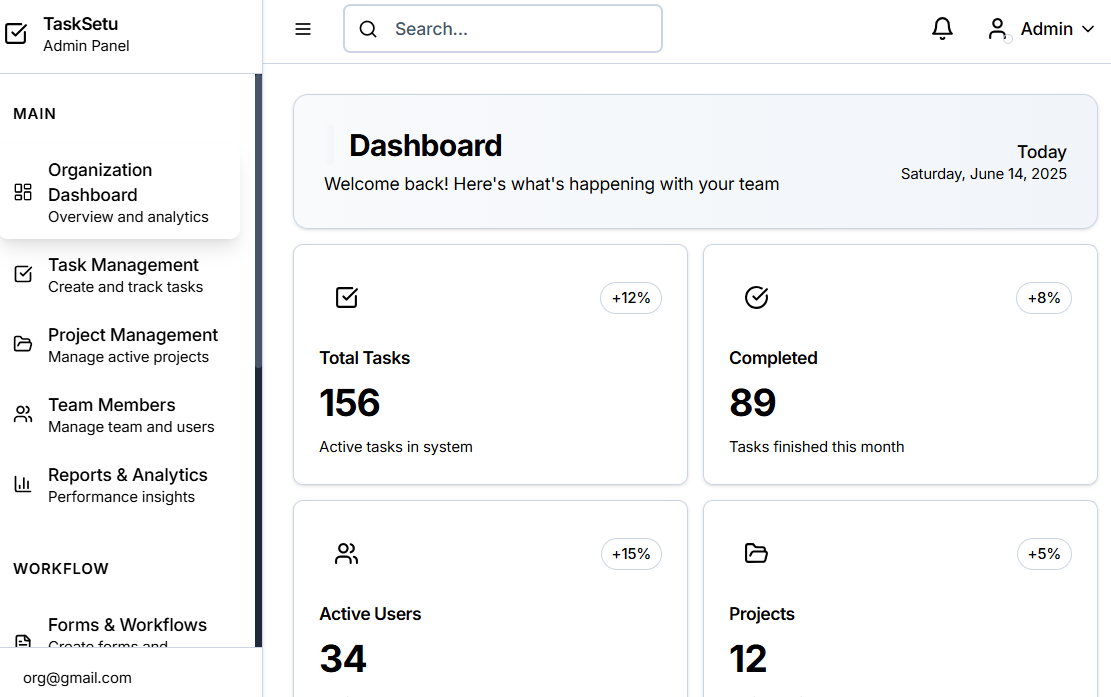 TaskSetu
Admin Panel
Search...
Admin
MAIN
Organization
Dashboard
Overview and analytics
Task Management
Create and track tasks
Project Management
Manage active projects
Team Members
Manage team and users
Reports & Analytics
Performance insights
WORKFLOW
Forms & Workflows
Create forms and
org@gmail.com
Dashboard
Welcome back! Here's what's happening with your team
Today
Saturday, June 14, 2025
+12%
Total Tasks
156
Active tasks in system
+8%
Completed
89
Tasks finished this month
+15%
Active Users
34
+5%
Projects
12